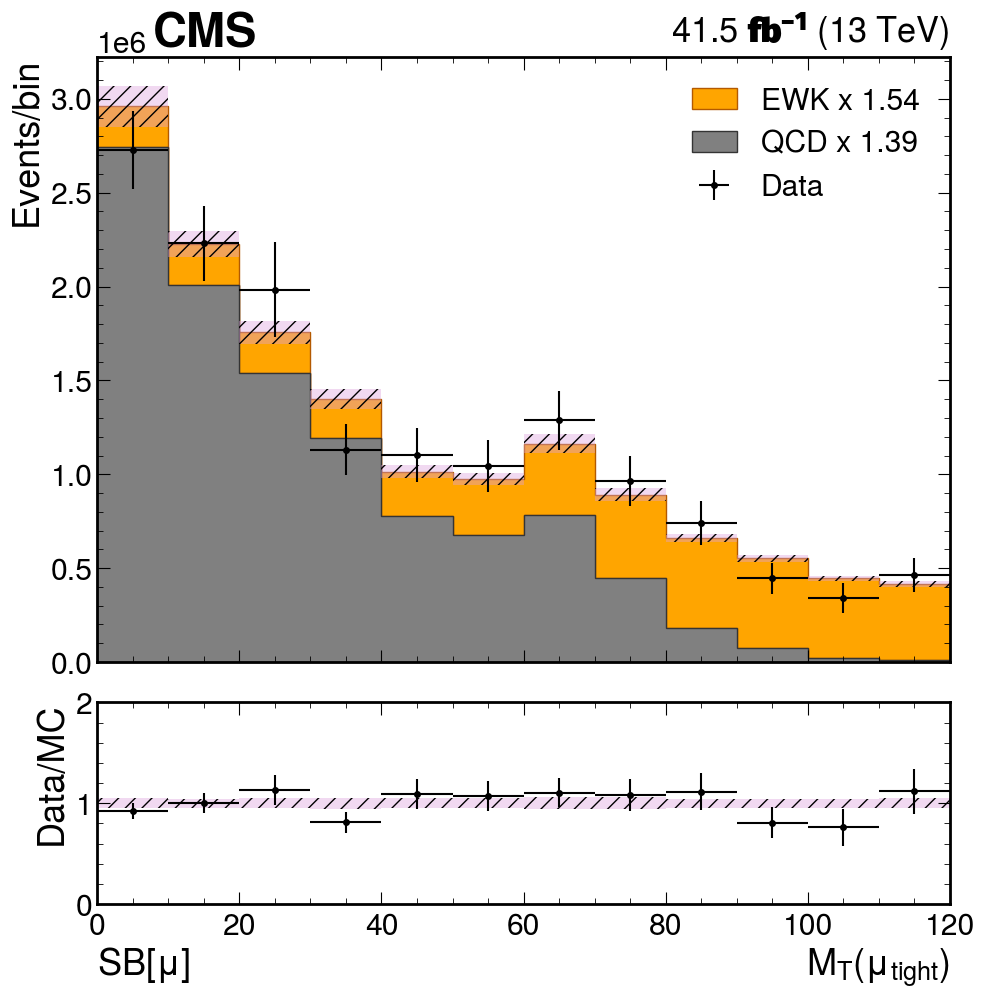 1e6 CMS 41.5 fb⁻¹ (13 TeV)
Events/bin
3.0
2.5
2.0
1.5
1.0
0.5
0.0
EWK x 1.54
QCD x 1.39
Data
Data/MC
2
1
0
0 20 40 60 80 100 120
SB[μ] M_T(μ_tight)